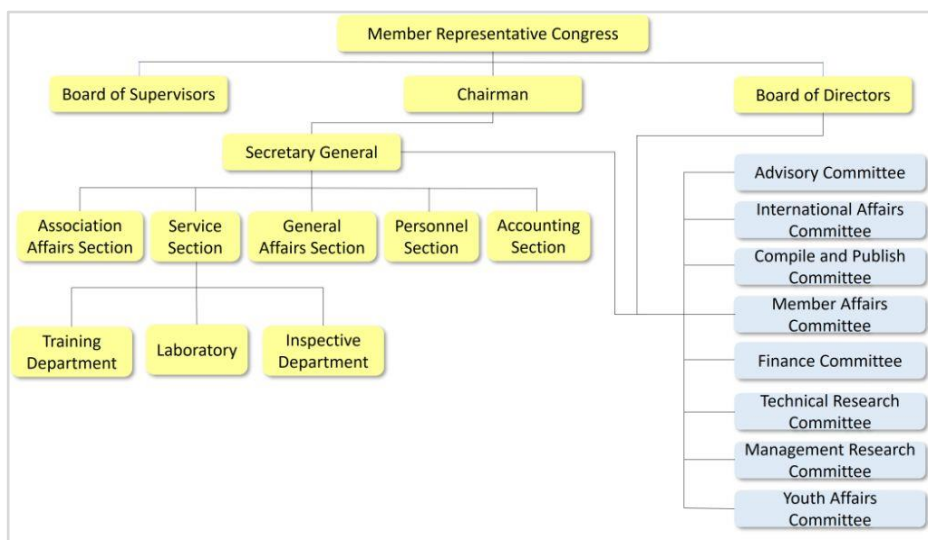 Member Representative Congress
Board of Supervisors
Chairman
Board of Directors
Secretary General
Advisory Committee
Association
Affairs Section
Service
Section
General
Affairs Section
Personnel
Section
Accounting
Section
International Affairs
Committee
Compile and Publish
Committee
Member Affairs
Committee
Training
Department
Laboratory
Inspective
Department
Finance Committee
Technical Research
Committee
Management Research
Committee
Youth Affairs
Committee